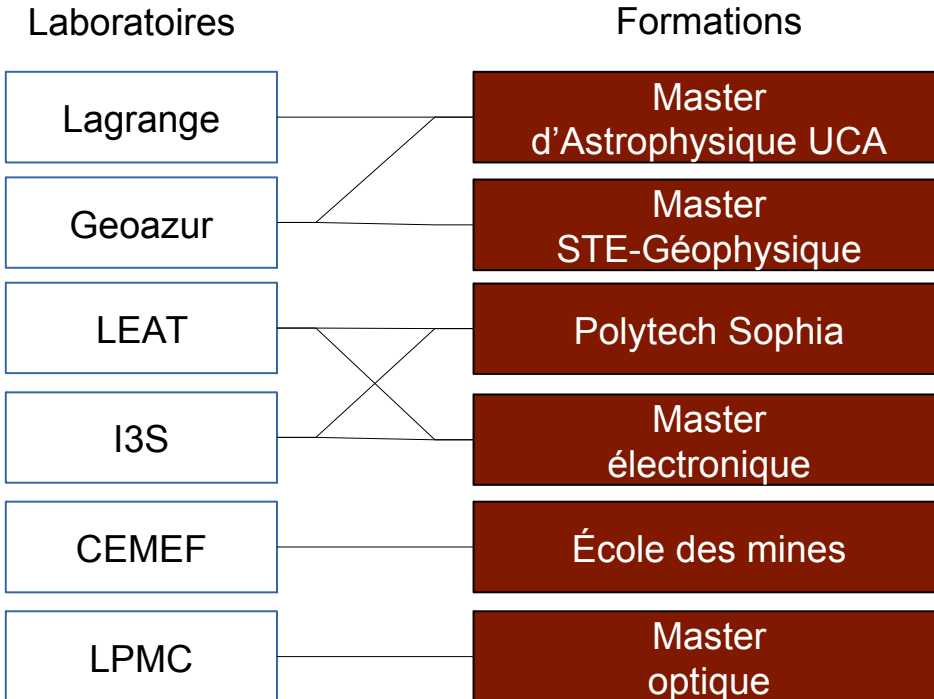 Laboratoires
Formations
Lagrange
Master
d'Astrophysique UCA
Geoazur
Master
STE-Géophysique
LEAT
Polytech Sophia
I3S
Master
électronique
CEMEF
École des mines
LPMC
Master
optique